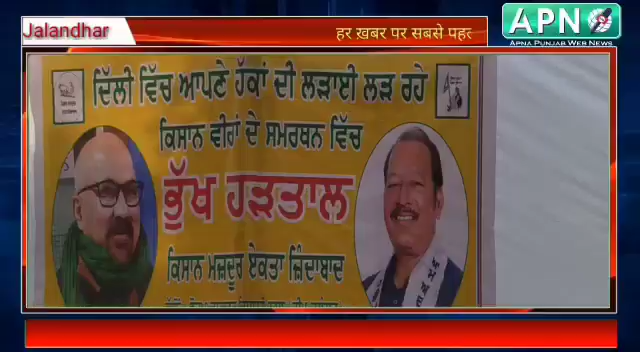 Jalandhar
हर ख़बर पर सबसे पहल
APN
APNA PUNJAB WEB NEWS
ਦਿੱਲੀ ਵਿੱਚ ਆਪਣੇ ਹੱਕਾਂ ਦੀ ਲੜਾਈ ਲੜ ਰਹੇ
ਕਿਸਾਨ ਵੀਰਾਂ ਦੇ ਸਮਰਥਨ ਵਿੱਚ
ਭੁੱਖ ਹੜਤਾਲ
ਕਿਸਾਨ ਮਜ਼ਦੂਰ ਏਕਤਾ ਜ਼ਿੰਦਾਬਾਦ